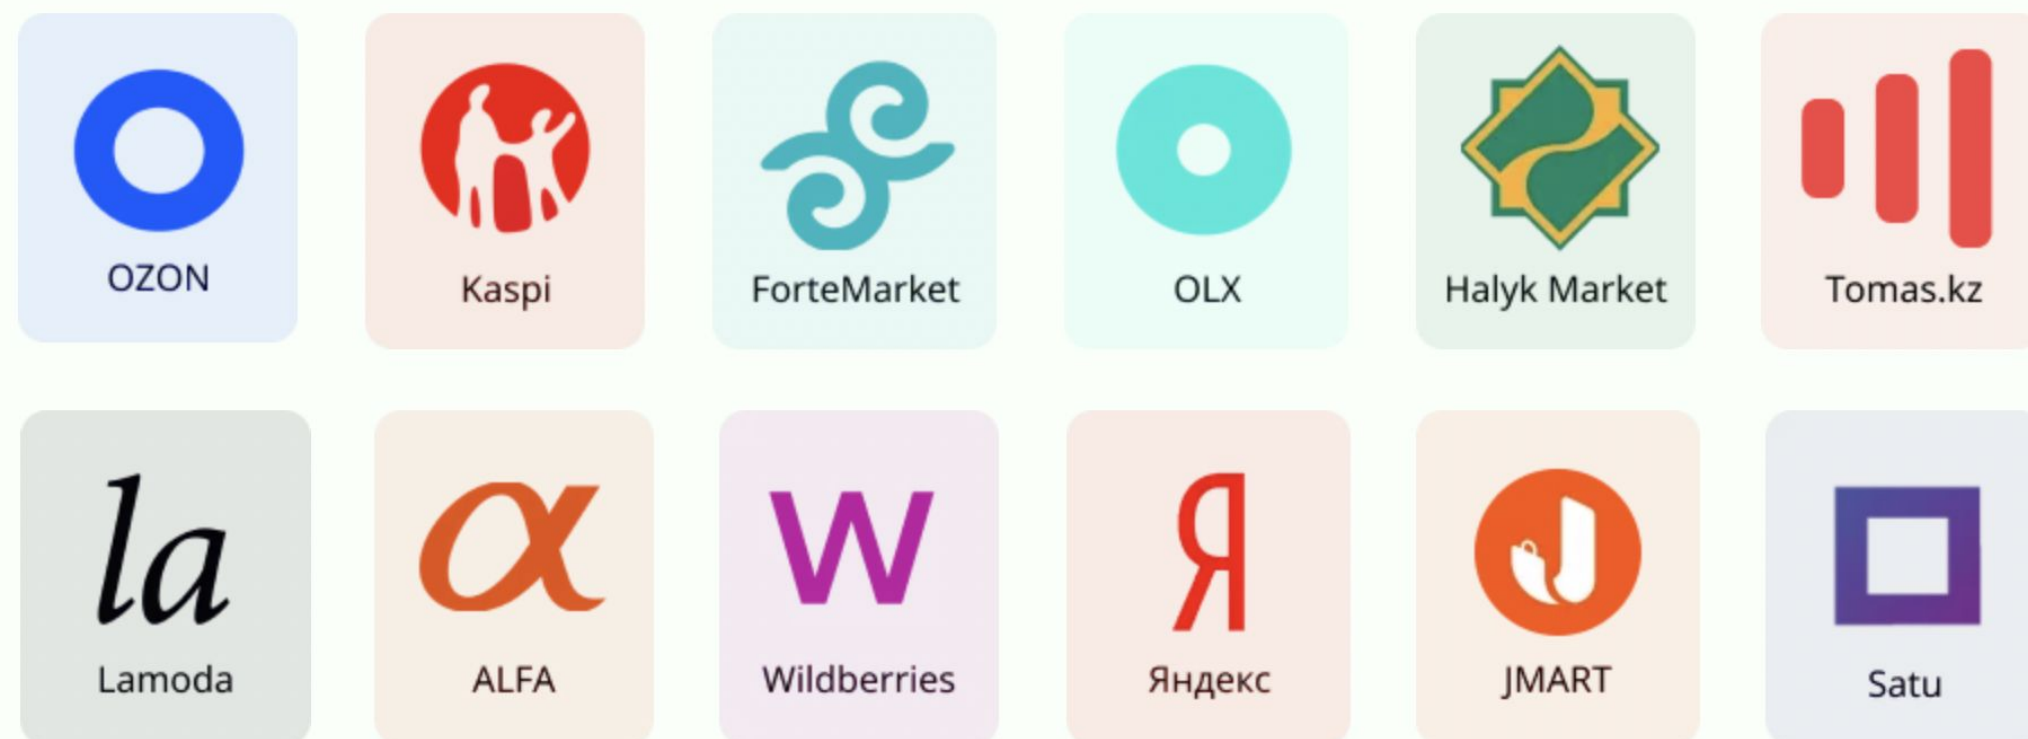 OZON
Kaspi
ForteMarket
OLX
Halyk Market
Tomas.kz
la
Lamoda
α
ALFA
W
Wildberries
Я
Яндекс
J
JMART
Satu